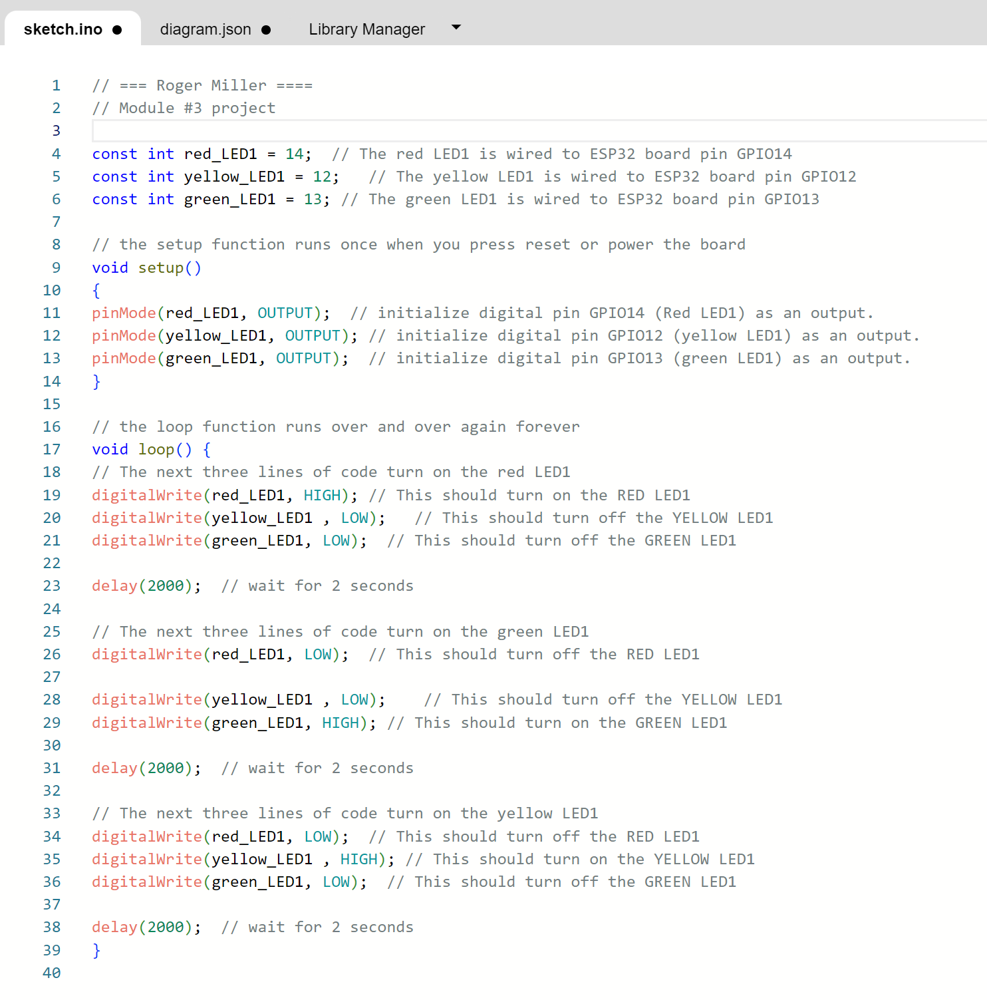 sketch.ino ● diagram.json ● Library Manager
1 // === Roger Miller ====
2 // Module #3 project
3
4 const int red_LED1 = 14;  // The red LED1 is wired to ESP32 board pin GPIO14
5 const int yellow_LED1 = 12;   // The yellow LED1 is wired to ESP32 board pin GPIO12
6 const int green_LED1 = 13; // The green LED1 is wired to ESP32 board pin GPIO13
7
8 // the setup function runs once when you press reset or power the board
9 void setup()
10 {
11 pinMode(red_LED1, OUTPUT);  // initialize digital pin GPIO14 (Red LED1) as an output.
12 pinMode(yellow_LED1, OUTPUT); // initialize digital pin GPIO12 (yellow LED1) as an output.
13 pinMode(green_LED1, OUTPUT);  // initialize digital pin GPIO13 (green LED1) as an output.
14 }
15
16 // the loop function runs over and over again forever
17 void loop() {
18 // The next three lines of code turn on the red LED1
19 digitalWrite(red_LED1, HIGH); // This should turn on the RED LED1
20 digitalWrite(yellow_LED1 , LOW);   // This should turn off the YELLOW LED1
21 digitalWrite(green_LED1, LOW);  // This should turn off the GREEN LED1
22
23 delay(2000);  // wait for 2 seconds
24
25 // The next three lines of code turn on the green LED1
26 digitalWrite(red_LED1, LOW);  // This should turn off the RED LED1
27
28 digitalWrite(yellow_LED1 , LOW);    // This should turn off the YELLOW LED1
29 digitalWrite(green_LED1, HIGH); // This should turn on the GREEN LED1
30
31 delay(2000);  // wait for 2 seconds
32
33 // The next three lines of code turn on the yellow LED1
34 digitalWrite(red_LED1, LOW);  // This should turn off the RED LED1
35 digitalWrite(yellow_LED1 , HIGH); // This should turn on the YELLOW LED1
36 digitalWrite(green_LED1, LOW);  // This should turn off the GREEN LED1
37
38 delay(2000);  // wait for 2 seconds
39 }
40